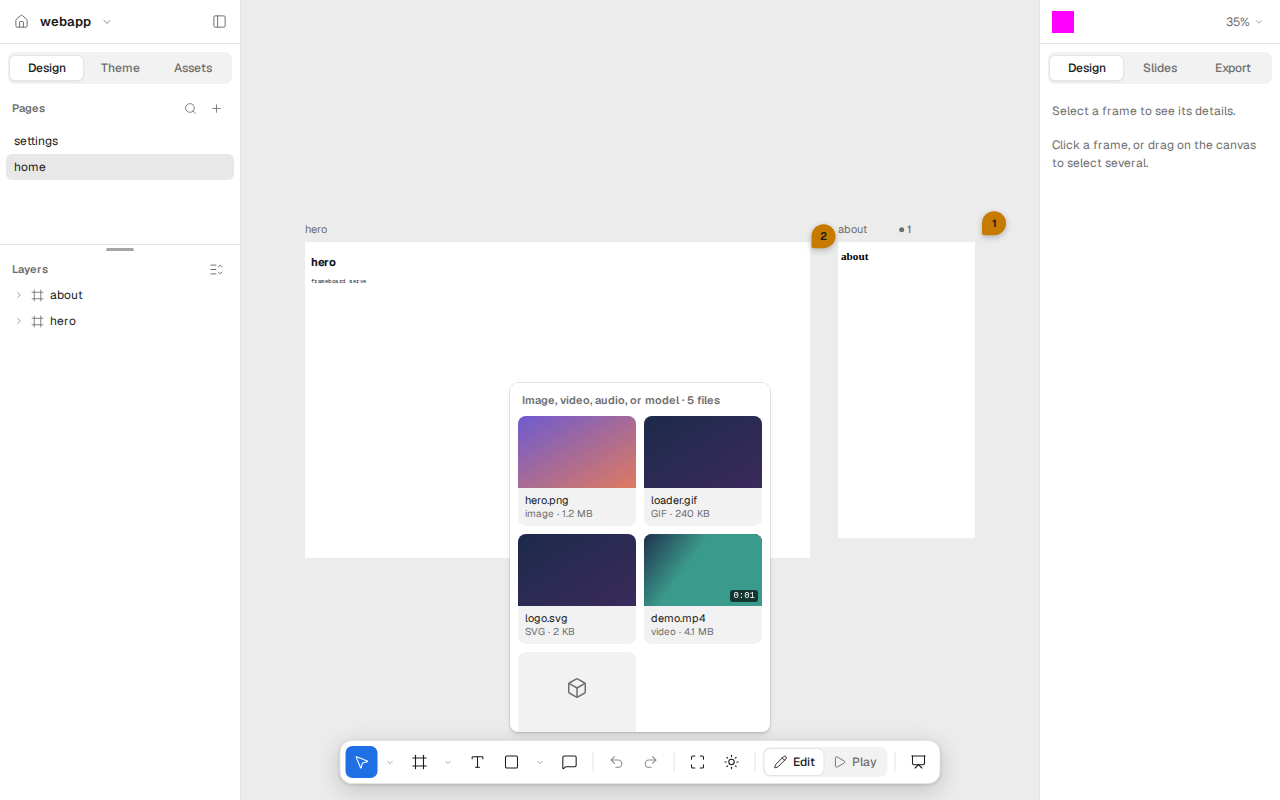 webapp
Design
Theme
Assets
Pages
settings
home
Layers
about
hero
hero
2
about
1
1
hero
frameboard serve
about
Image, video, audio, or model · 5 files
hero.png
image · 1.2 MB
loader.gif
GIF · 240 KB
logo.svg
SVG · 2 KB
0:01
demo.mp4
video · 4.1 MB
Edit
Play
35%
Design
Slides
Export
Select a frame to see its details.
Click a frame, or drag on the canvas
to select several.